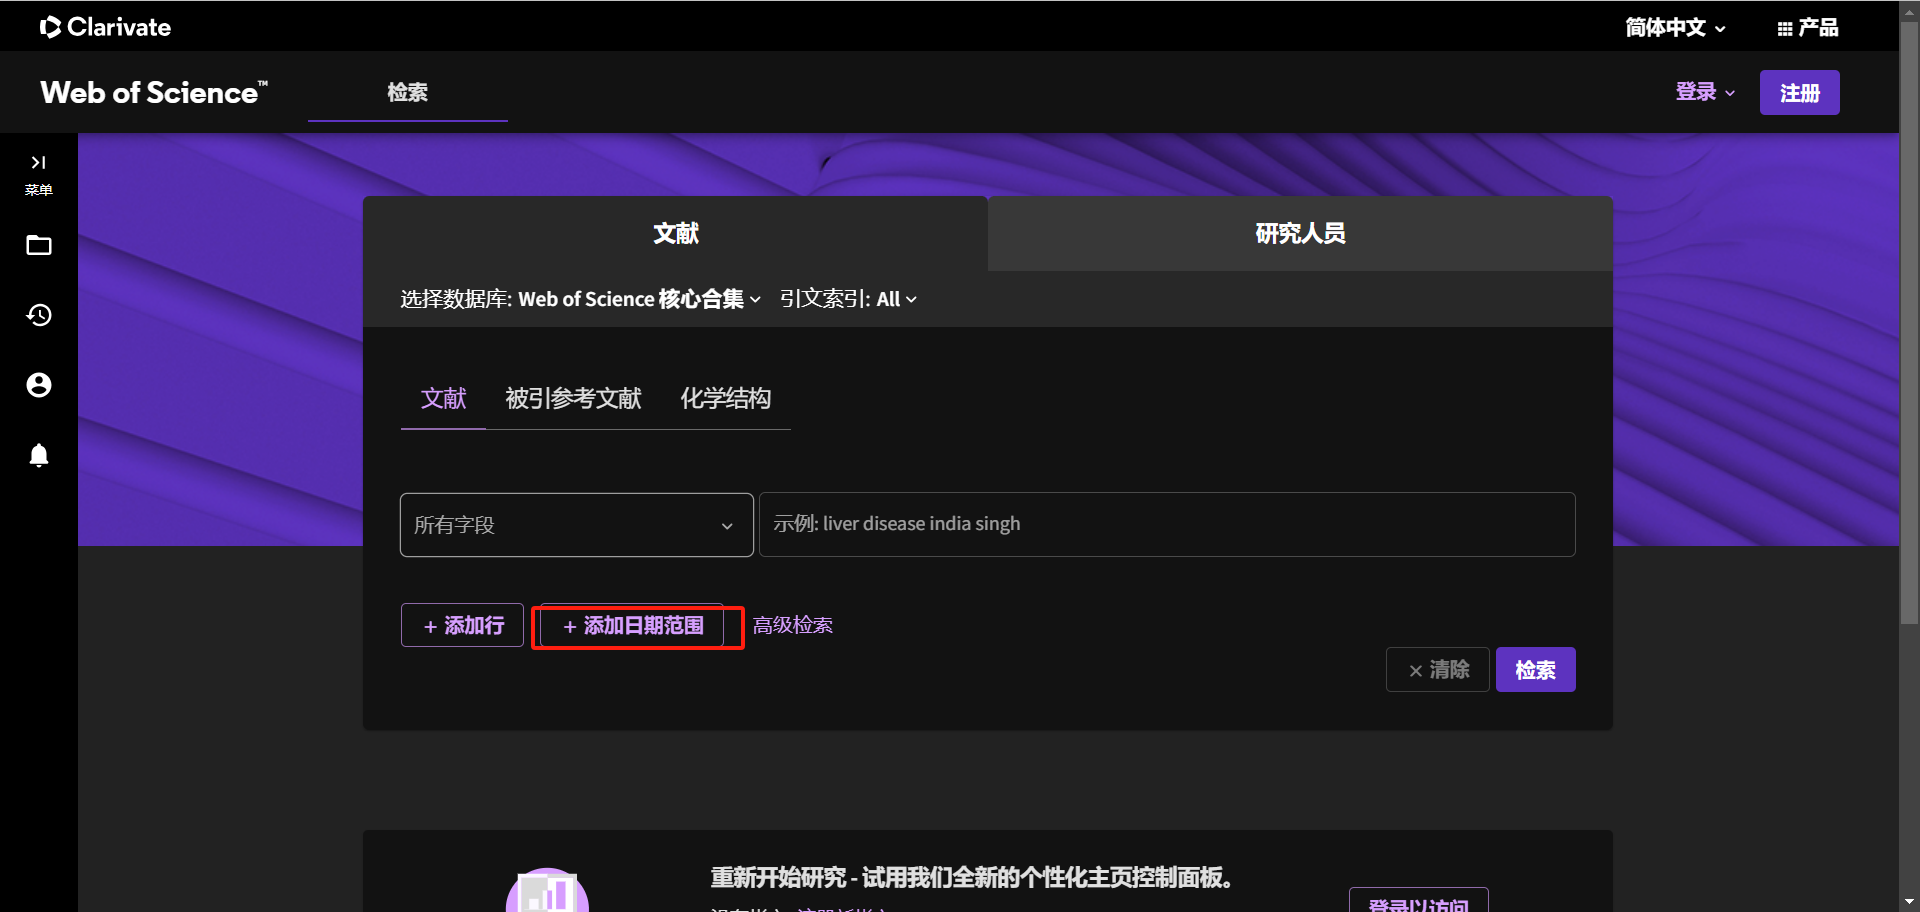 Clarivate
简体中文
产品
Web of Science™
检索
登录
注册
菜单
文献
研究人员
选择数据库: Web of Science 核心合集
引文索引: All
文献
被引参考文献
化学结构
所有字段
示例: liver disease india singh
+ 添加行
+ 添加日期范围
高级检索
× 清除
检索
重新开始研究 - 试用我们全新的个性化主页控制面板。
登录以访问